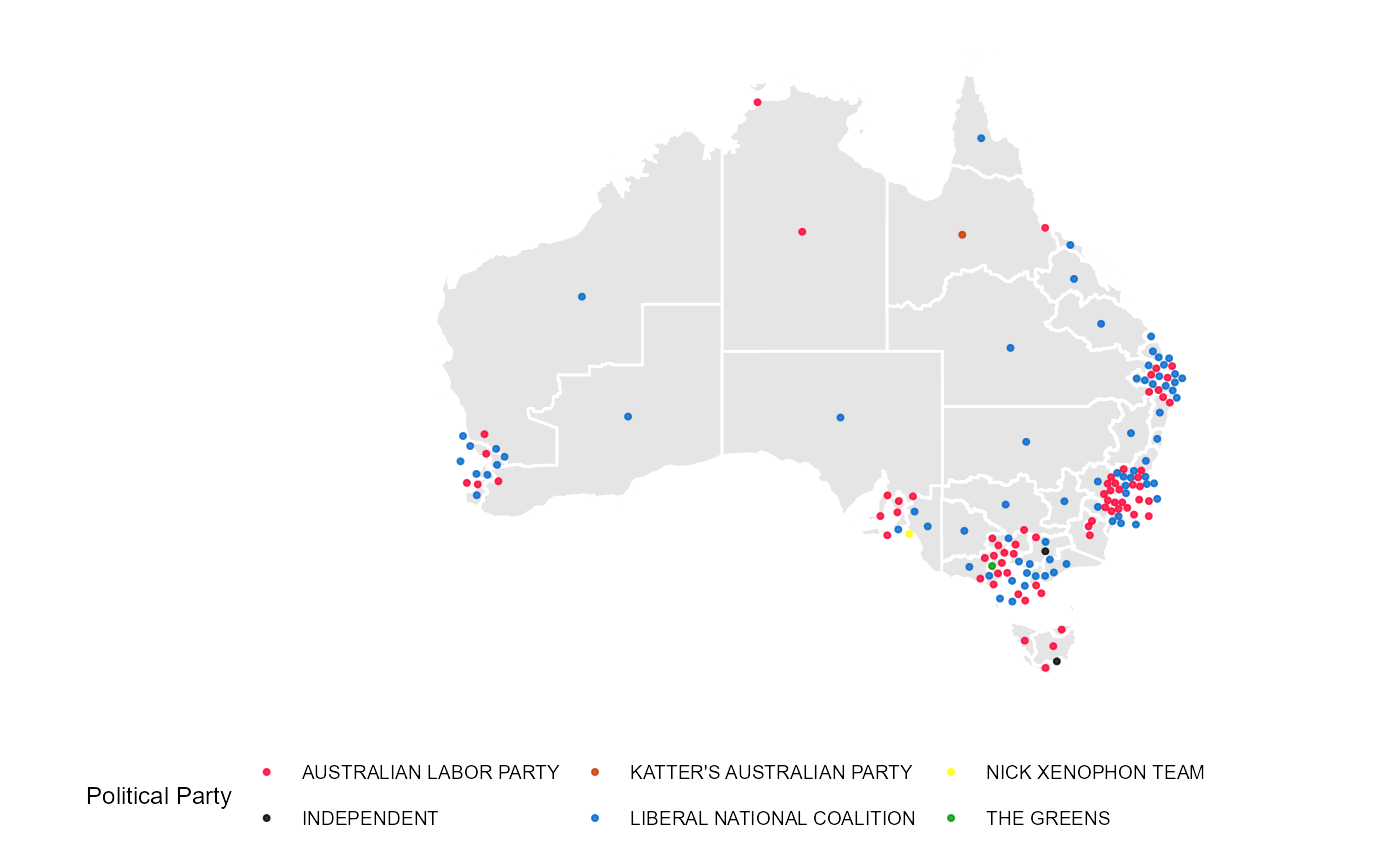 Political Party
AUSTRALIAN LABOR PARTY
KATTER'S AUSTRALIAN PARTY
NICK XENOPHON TEAM
INDEPENDENT
LIBERAL NATIONAL COALITION
THE GREENS